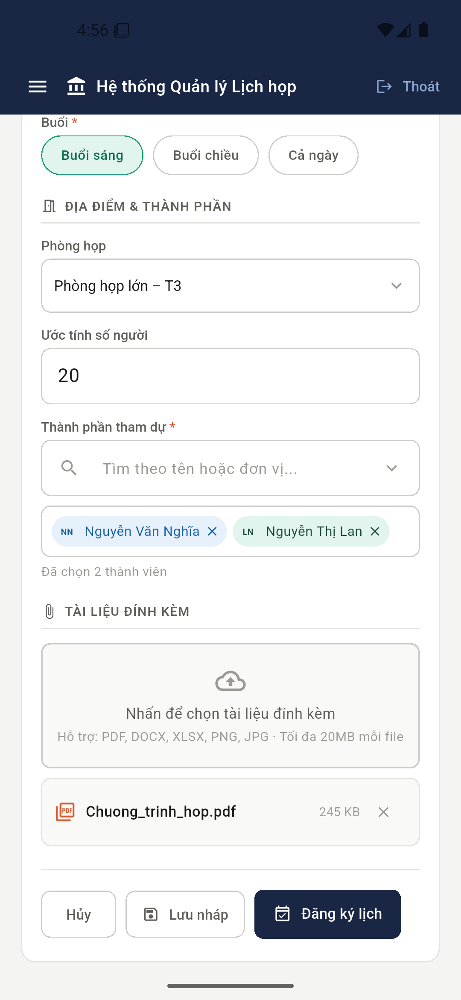 4:56
Hệ thống Quản lý Lịch họp
Thoát
Buổi *
Buổi sáng
Buổi chiều
Cả ngày
ĐỊA ĐIỂM & THÀNH PHẦN
Phòng họp
Phòng họp lớn – T3
Ước tính số người
20
Thành phần tham dự *
Tìm theo tên hoặc đơn vị...
NN Nguyễn Văn Nghĩa
LN Nguyễn Thị Lan
Đã chọn 2 thành viên
TÀI LIỆU ĐÍNH KÈM
Nhấn để chọn tài liệu đính kèm
Hỗ trợ: PDF, DOCX, XLSX, PNG, JPG · Tối đa 20MB mỗi file
PDF
Chuong_trinh_hop.pdf
245 KB
Hủy
Lưu nháp
Đăng ký lịch